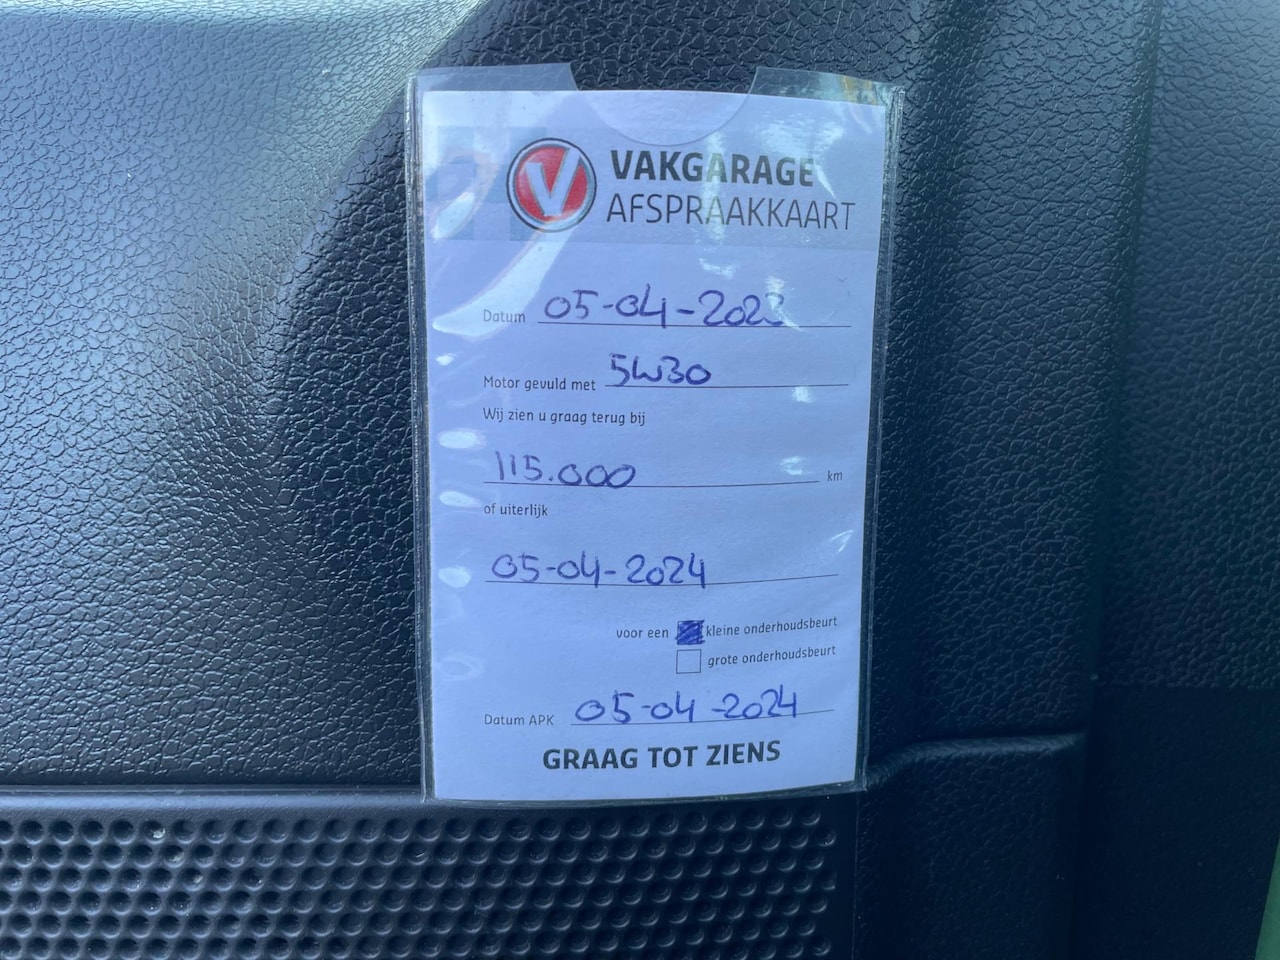 V VAKGARAGE
AFSPRAAKKAART
Datum 05-04-2023
Motor gevuld met 5W30
Wij zien u graag terug bij
115.000 km
of uiterlijk
05-04-2024
voor een kleine onderhoudsbeurt
grote onderhoudsbeurt
Datum APK 05-04-2024
GRAAG TOT ZIENS